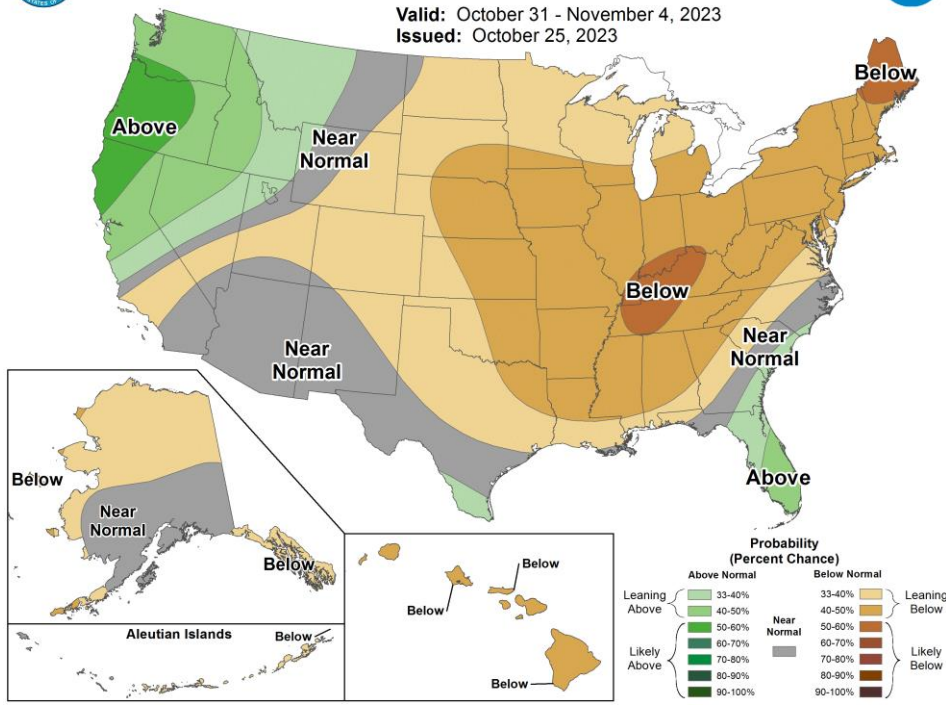 Valid: October 31 - November 4, 2023
Issued: October 25, 2023
Below
Above
Near
Normal
Below
Near
Normal
Near
Normal
Above
Below
Near
Normal
Below
Aleutian Islands
Below
Below
Below
Below
Probability
(Percent Chance)
Above Normal
Below Normal
Leaning
Above
33-40%
40-50%
Likely
Above
50-60%
60-70%
70-80%
80-90%
90-100%
Near
Normal
33-40%
40-50%
Leaning
Below
50-60%
60-70%
70-80%
80-90%
90-100%
Likely
Below